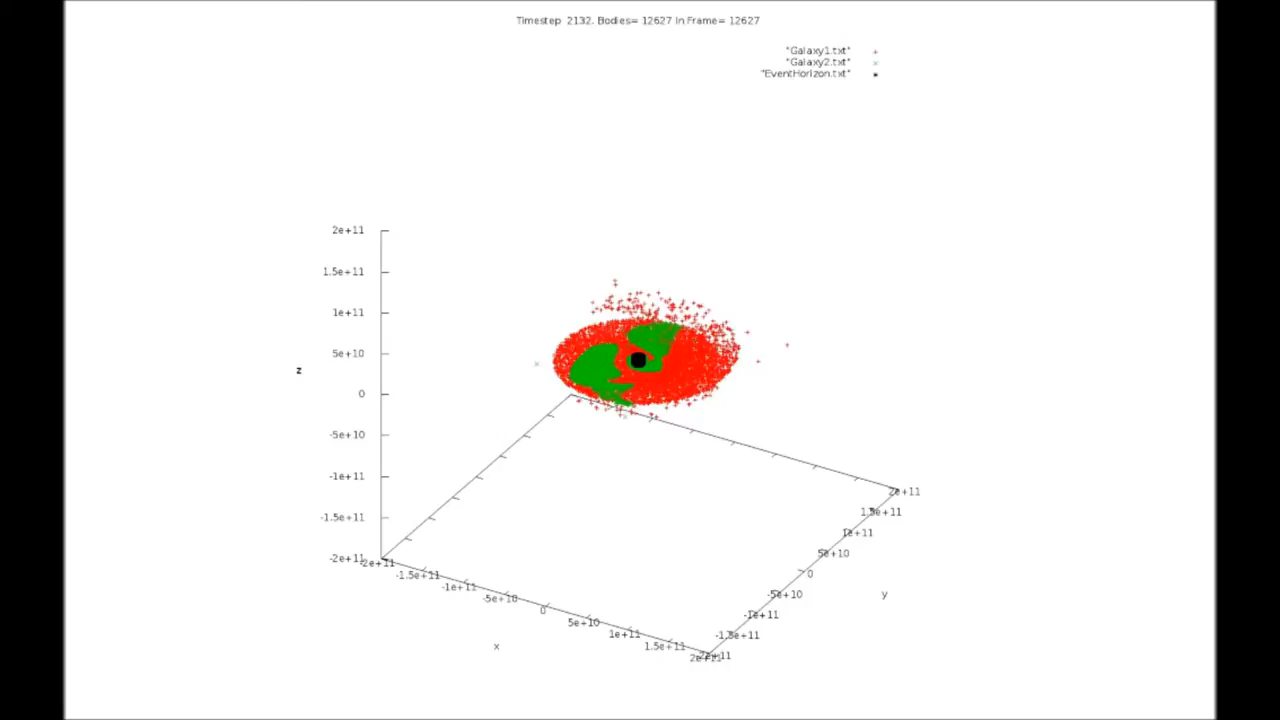 Timestep 2132. Bodies= 12627 In Frame= 12627
"Galaxy1.txt"
"Galaxy2.txt"
"EventHorizon.txt"
2e+11
1.5e+11
1e+11
5e+10
z
0
-5e+10
-1e+11
-1.5e+11
-2e+11
-2e+11
-1.5e+11
-1e+11
-5e+10
0
5e+10
1e+11
1.5e+11
2e+11
x
2e+11
1.5e+11
1e+11
5e+10
0
-5e+10
-1e+11
-1.5e+11
-2e+11
y